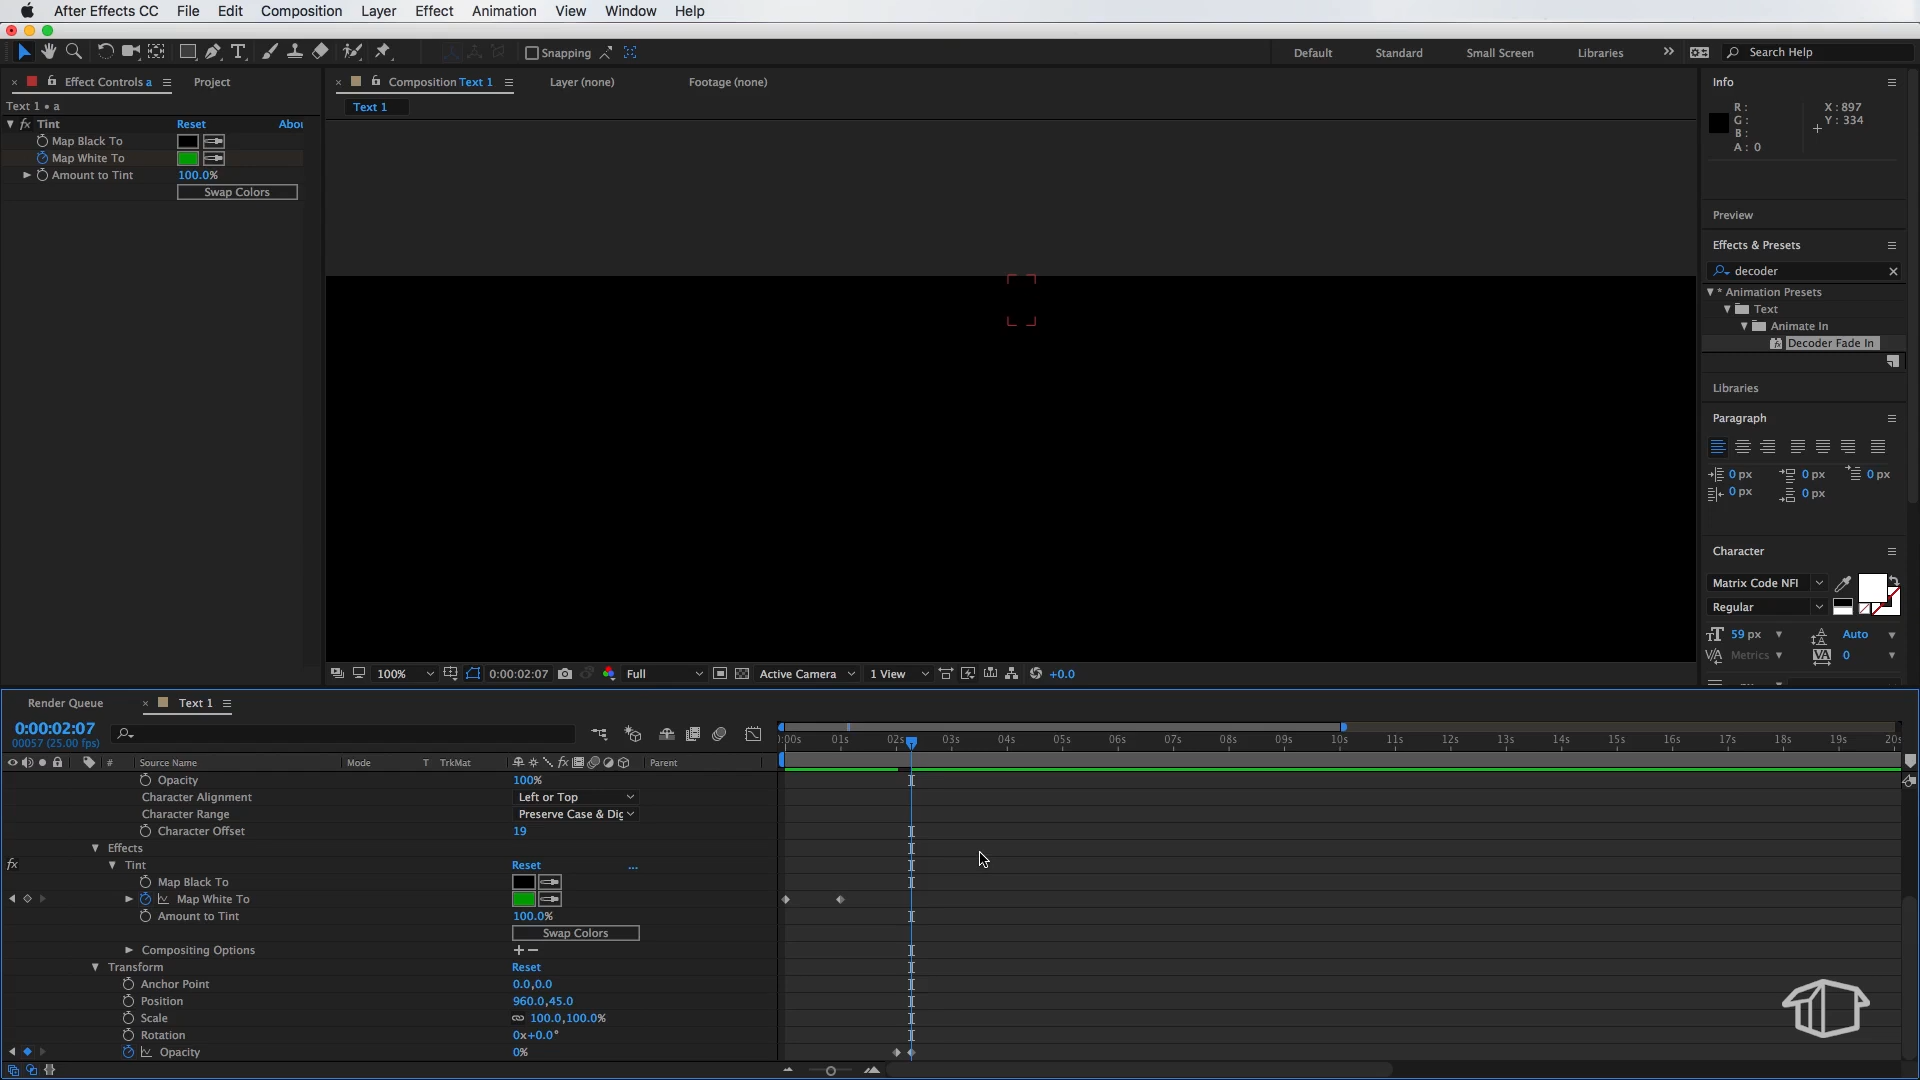 After Effects CC File Edit Composition Layer Effect Animation View Window Help
Snapping Default Standard Small Screen Libraries Search Help
Effect Controls a Project Composition Text 1 Layer (none) Footage (none) Info
Text 1 • a
Text 1
R : X : 897
G : Y : 334
B :
A : 0
fx Tint Reset Abou
Map Black To
Map White To
Amount to Tint 100.0%
Swap Colors
Preview
Effects & Presets
decoder
* Animation Presets
Text
Animate In
Decoder Fade In
Libraries
Paragraph
0 px 0 px 0 px
0 px 0 px
Character
Matrix Code NFI
Regular
59 px Auto
Metrics 0
100% 0:00:02:07 Full Active Camera 1 View +0.0
Render Queue Text 1
0:00:02:07
00057 (25.00 fps)
:00s 01s 02s 03s 04s 05s 06s 07s 08s 09s 10s 11s 12s 13s 14s 15s 16s 17s 18s 19s 20s
# Source Name Mode T TrkMat Parent
Opacity 100%
Character Alignment Left or Top
Character Range Preserve Case & Dig
Character Offset 19
Effects
fx Tint Reset ...
Map Black To
Map White To
Amount to Tint 100.0%
Swap Colors
Compositing Options + −
Transform Reset
Anchor Point 0.0,0.0
Position 960.0,45.0
Scale 100.0,100.0%
Rotation 0x+0.0°
Opacity 0%